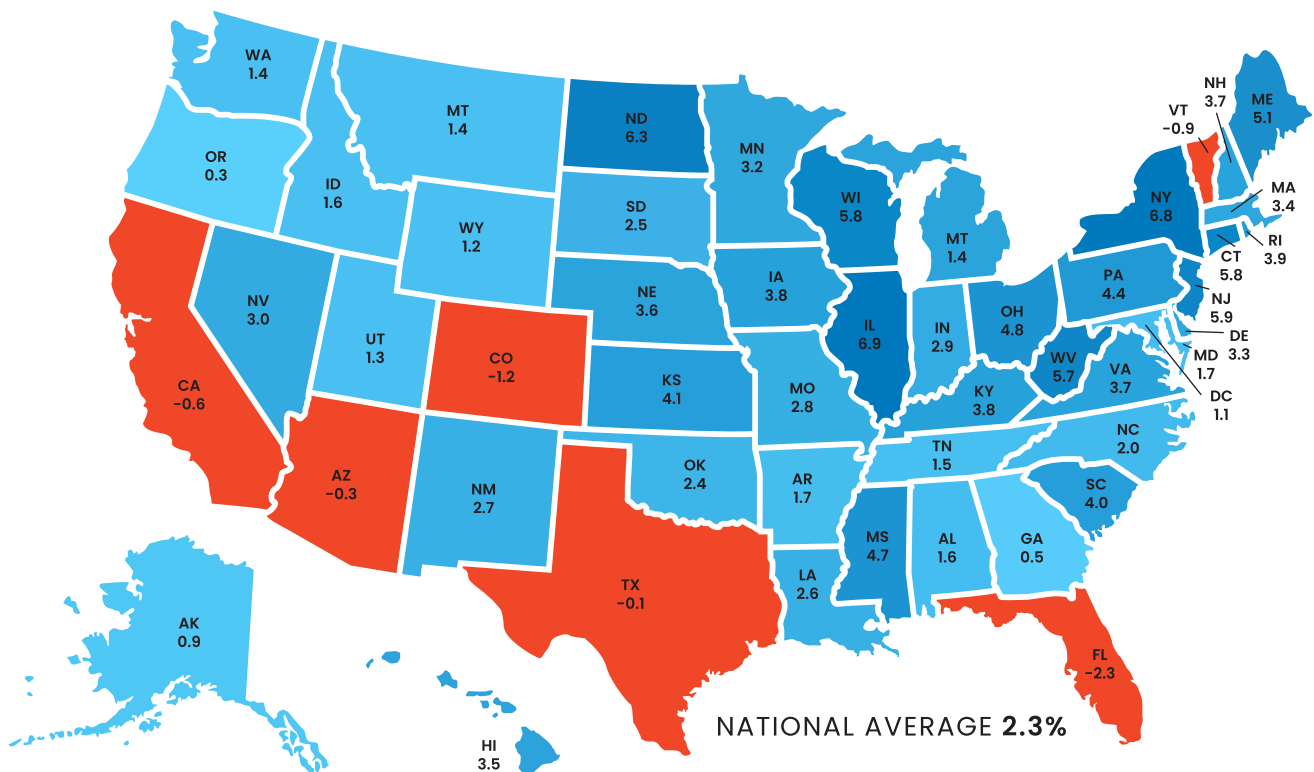 WA
1.4
OR
0.3
ID
1.6
MT
1.4
ND
6.3
MN
3.2
SD
2.5
WY
1.2
NE
3.6
IA
3.8
WI
5.8
MT
1.4
NV
3.0
UT
1.3
CO
−1.2
CA
−0.6
AZ
−0.3
NM
2.7
KS
4.1
OK
2.4
TX
−0.1
MO
2.8
AR
1.7
LA
2.6
IL
6.9
IN
2.9
OH
4.8
KY
3.8
TN
1.5
MS
4.7
AL
1.6
GA
0.5
FL
−2.3
SC
4.0
NC
2.0
VA
3.7
WV
5.7
PA
4.4
NY
6.8
VT
−0.9
NH
3.7
ME
5.1
MA
3.4
RI
3.9
CT
5.8
NJ
5.9
DE
3.3
MD
1.7
DC
1.1
AK
0.9
HI
3.5
NATIONAL AVERAGE 2.3%